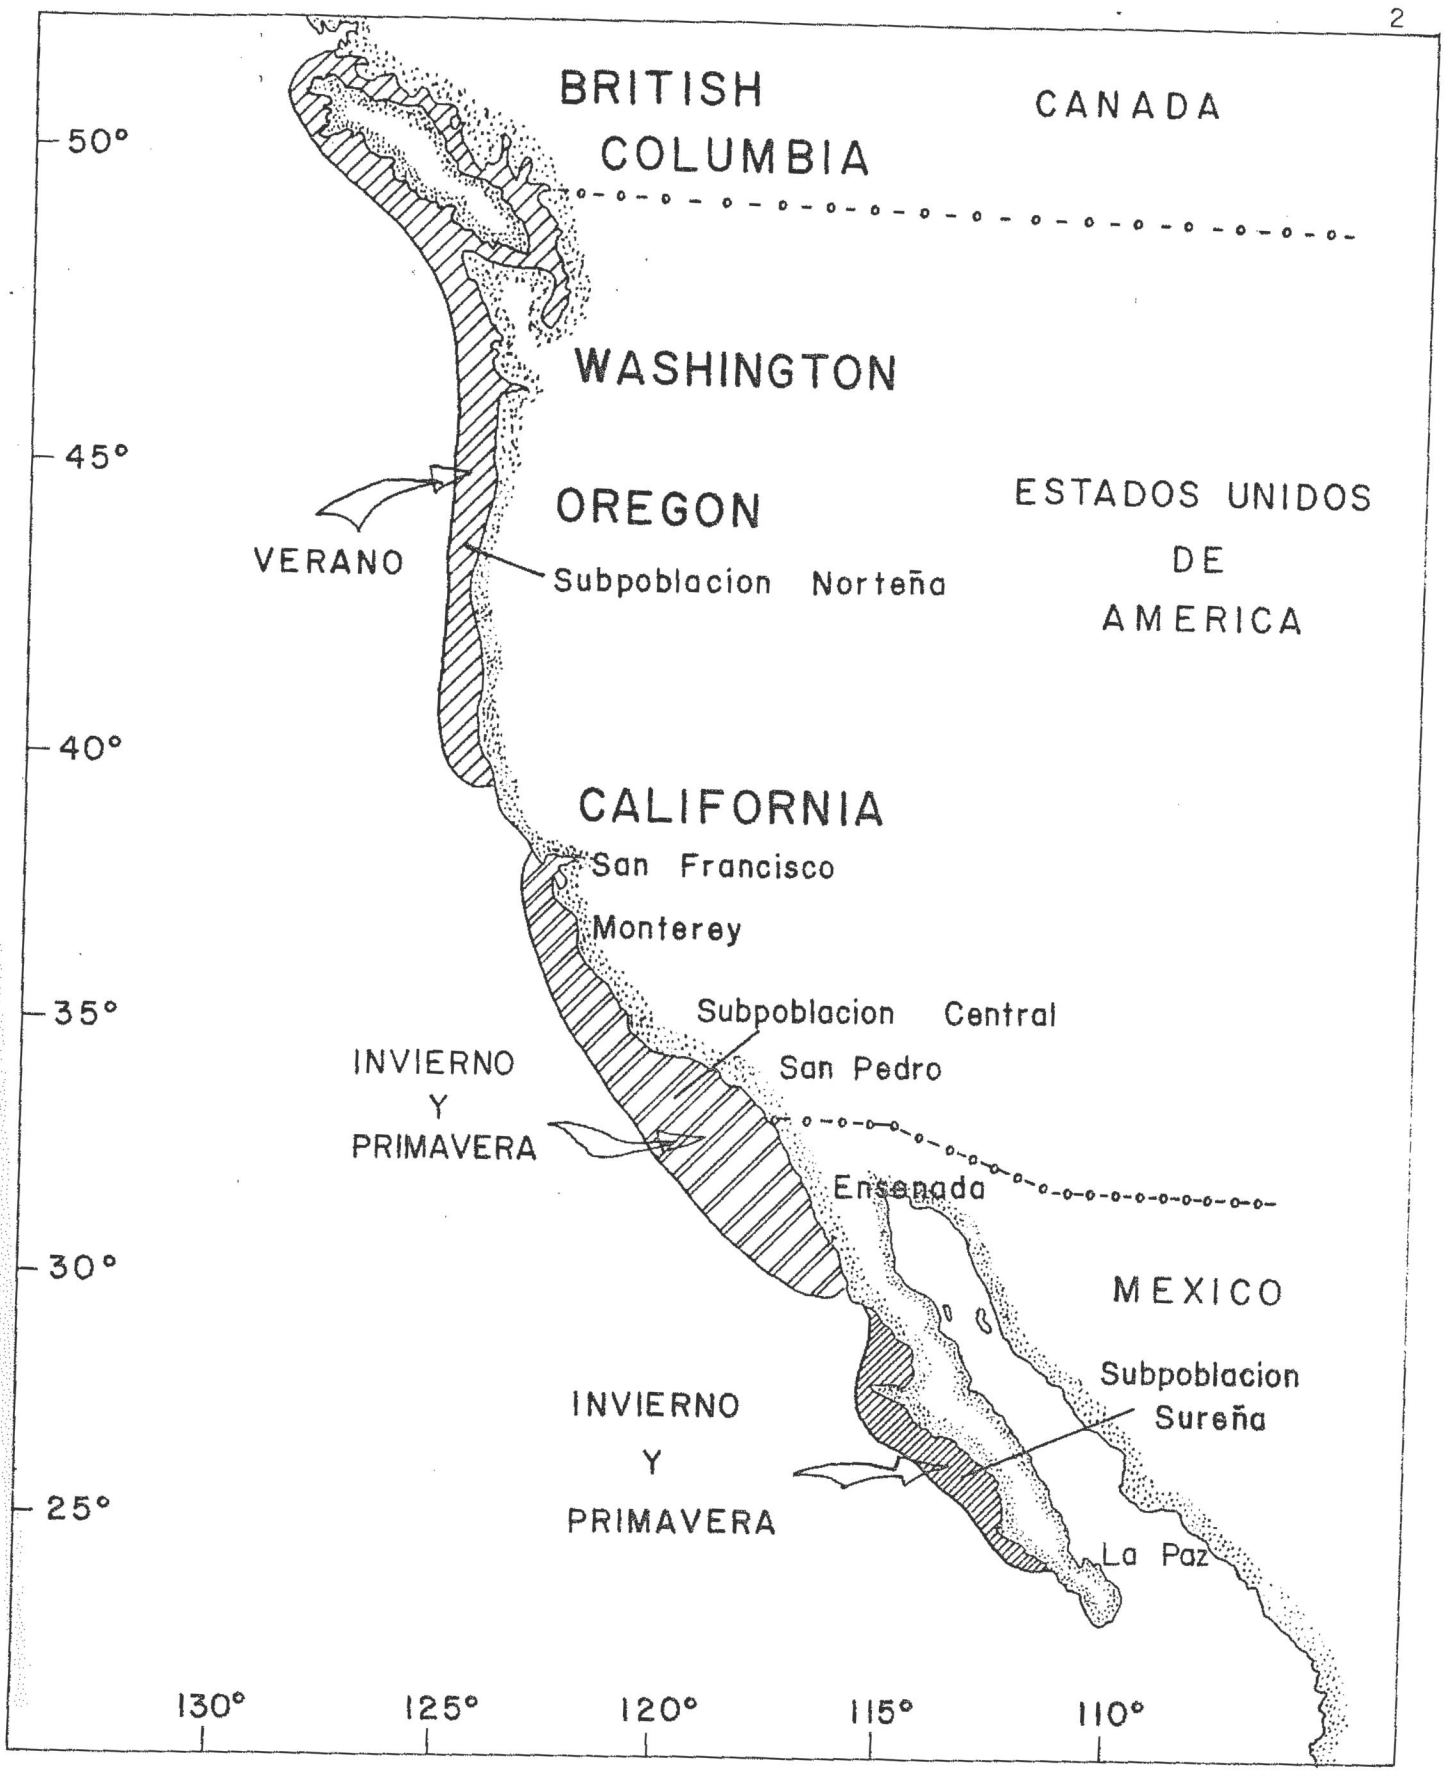 2
BRITISH
COLUMBIA
CANADA
50°
WASHINGTON
45°
OREGON
ESTADOS UNIDOS
DE
AMERICA
VERANO
Subpoblacion Norteña
40°
CALIFORNIA
San Francisco
Monterey
35°
Subpoblacion Central
San Pedro
INVIERNO
Y
PRIMAVERA
Ensenada
30°
MEXICO
Subpoblacion
Sureña
INVIERNO
Y
PRIMAVERA
25°
La Paz
130° 125° 120° 115° 110°